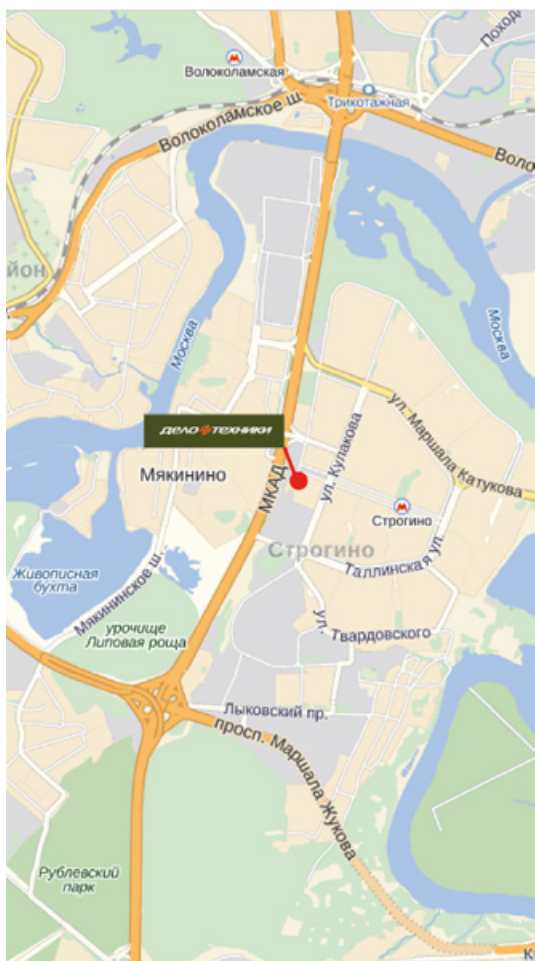 Похода
Волоколамская
Трикотажная
Волоколамское ш.
Воло
йон
Москва
Москва
ул. Маршала Катукова
ул. Кулакова
ДЕЛО ТЕХНИКИ
МКАД
Мякинино
Строгино
Строгино
Таллинская ул.
Живописная
бухта
Мякининское ш.
урочище
Липовая роща
ул. Твардовского
Лыковский пр.
просп. Маршала Жукова
Рублевский
парк
К